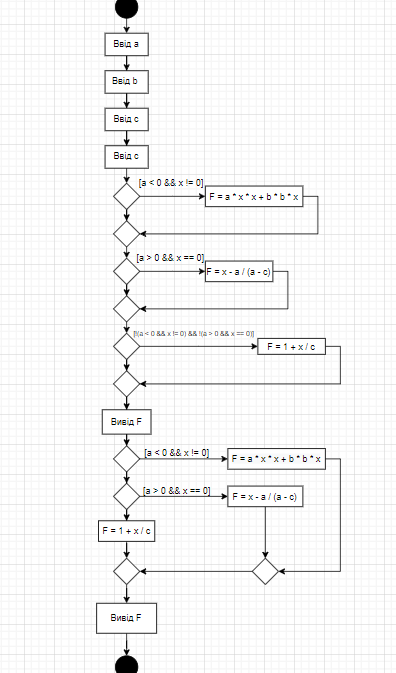 Ввід a
Ввід b
Ввід c
Ввід c
[a < 0 && x != 0]
F = a * x * x + b * b * x
[a > 0 && x == 0]
F = x - a / (a - c)
[!(a < 0 && x != 0) && !(a > 0 && x == 0)]
F = 1 + x / c
Вивід F
[a < 0 && x != 0]
F = a * x * x + b * b * x
[a > 0 && x == 0]
F = x - a / (a - c)
F = 1 + x / c
Вивід F